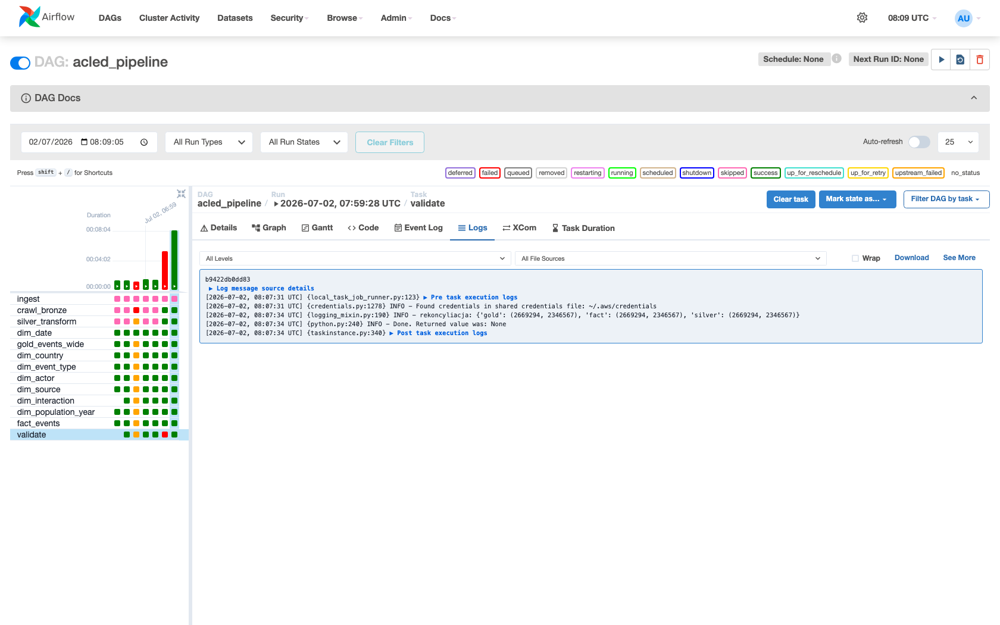 Airflow
DAGs
Cluster Activity
Datasets
Security
Browse
Admin
Docs
08:09 UTC
AU
DAG: acled_pipeline
Schedule: None
Next Run ID: None
DAG Docs
02/07/2026 08:09:05
All Run Types
All Run States
Clear Filters
Auto-refresh
25
Press shift + / for Shortcuts
deferred
failed
queued
removed
restarting
running
scheduled
shutdown
skipped
success
up_for_reschedule
up_for_retry
upstream_failed
no_status
Jul 02, 06:59
Duration
00:08:04
00:04:02
00:00:00
ingest
crawl_bronze
silver_transform
dim_date
gold_events_wide
dim_country
dim_event_type
dim_actor
dim_source
dim_interaction
dim_population_year
fact_events
validate
DAG
acled_pipeline
/
Run
2026-07-02, 07:59:28 UTC
/
Task
validate
Clear task
Mark state as...
Filter DAG by task
Details
Graph
Gantt
Code
Event Log
Logs
XCom
Task Duration
All Levels
All File Sources
Wrap
Download
See More
b9422db0dd83
▶ Log message source details
[2026-07-02, 08:07:31 UTC] {local_task_job_runner.py:123} ▶ Pre task execution logs
[2026-07-02, 08:07:31 UTC] {credentials.py:1278} INFO - Found credentials in shared credentials file: ~/.aws/credentials
[2026-07-02, 08:07:34 UTC] {logging_mixin.py:190} INFO - rekoncyliacja: {'gold': (2669294, 2346567), 'fact': (2669294, 2346567), 'silver': (2669294, 2346567)}
[2026-07-02, 08:07:34 UTC] {python.py:240} INFO - Done. Returned value was: None
[2026-07-02, 08:07:34 UTC] {taskinstance.py:340} ▶ Post task execution logs